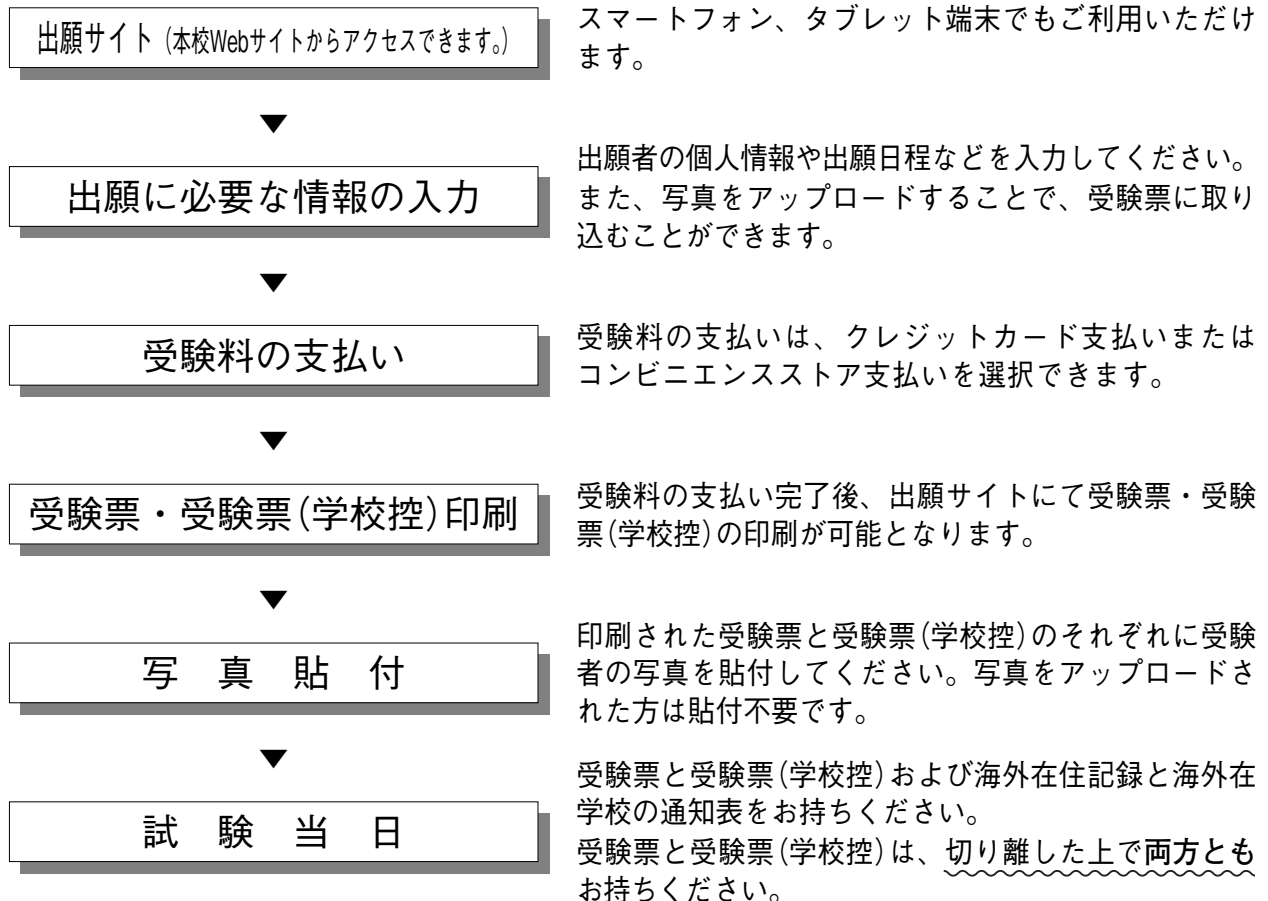 出願サイト (本校Webサイトからアクセスできます。)
スマートフォン、タブレット端末でもご利用いただけ
ます。
▼
出願に必要な情報の入力
出願者の個人情報や出願日程などを入力してください。
また、写真をアップロードすることで、受験票に取り
込むことができます。
▼
受験料の支払い
受験料の支払いは、クレジットカード支払いまたは
コンビニエンスストア支払いを選択できます。
▼
受験票・受験票(学校控)印刷
受験料の支払い完了後、出願サイトにて受験票・受験
票(学校控)の印刷が可能となります。
▼
写 真 貼 付
印刷された受験票と受験票(学校控)のそれぞれに受験
者の写真を貼付してください。写真をアップロードさ
れた方は貼付不要です。
▼
試 験 当 日
受験票と受験票(学校控)および海外在住記録と海外在
学校の通知表をお持ちください。
受験票と受験票(学校控)は、切り離した上で両方とも
お持ちください。